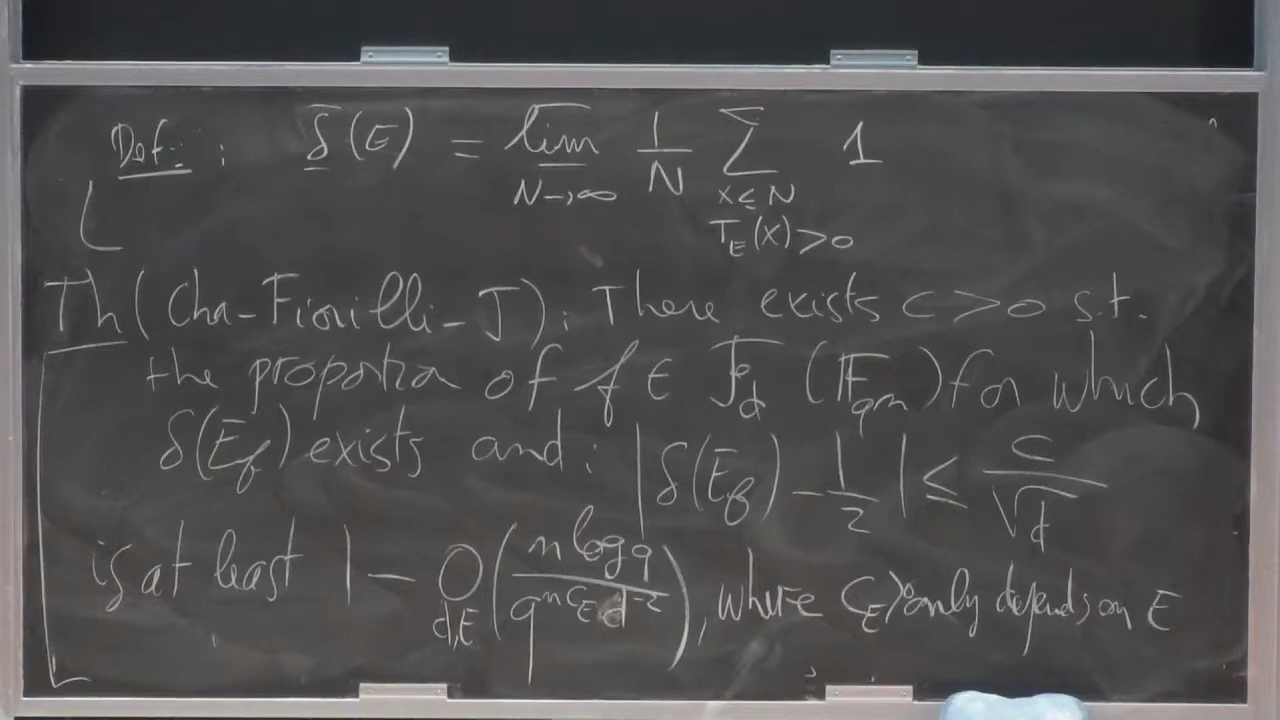 Def: : δ(E) = lim 1/N Σ 1
N→∞ x≤N
T_E(x)>0
Th (Cha-Fiorilli-J): There exists c>0 s.t.
the proportion of f ∈ F_d (F_{q^n}) for which
δ(E_f) exists and: |δ(E_f) - 1/2| ≤ c/√d
is at least 1 - O_{d,E}(n log q / q^{n c_E d^{-2}}), where c_E>0 only depends on E